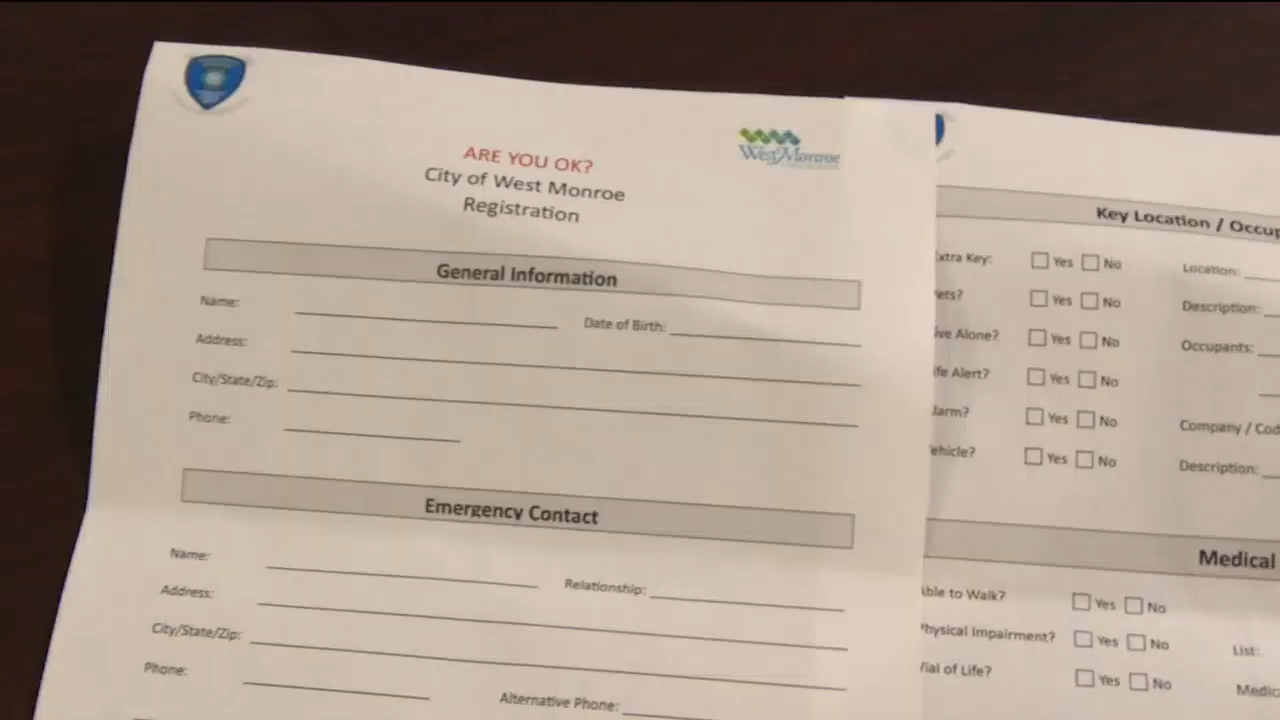 West Monroe
ARE YOU OK?
City of West Monroe
Registration
General Information
Name: Date of Birth:
Address:
City/State/Zip:
Phone:
Emergency Contact
Name: Relationship:
Address:
City/State/Zip:
Phone: Alternative Phone:
Key Location / Occup
xtra Key: Yes No Location:
ets? Yes No Description:
ive Alone? Yes No Occupants:
ife Alert? Yes No
larm? Yes No Company / Cod
ehicle? Yes No Description:
Medical
ble to Walk? Yes No
Physical Impairment? Yes No List:
ial of Life? Yes No Medic